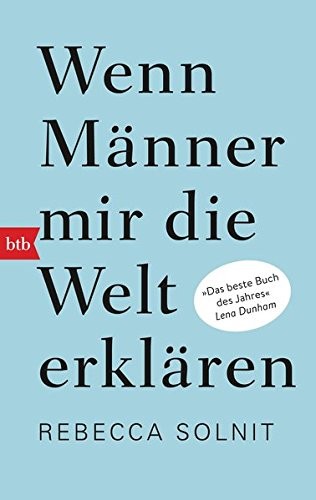 Wenn
Männer
mir die
Welt
erklären
btb
»Das beste Buch
des Jahres«
Lena Dunham
REBECCA SOLNIT